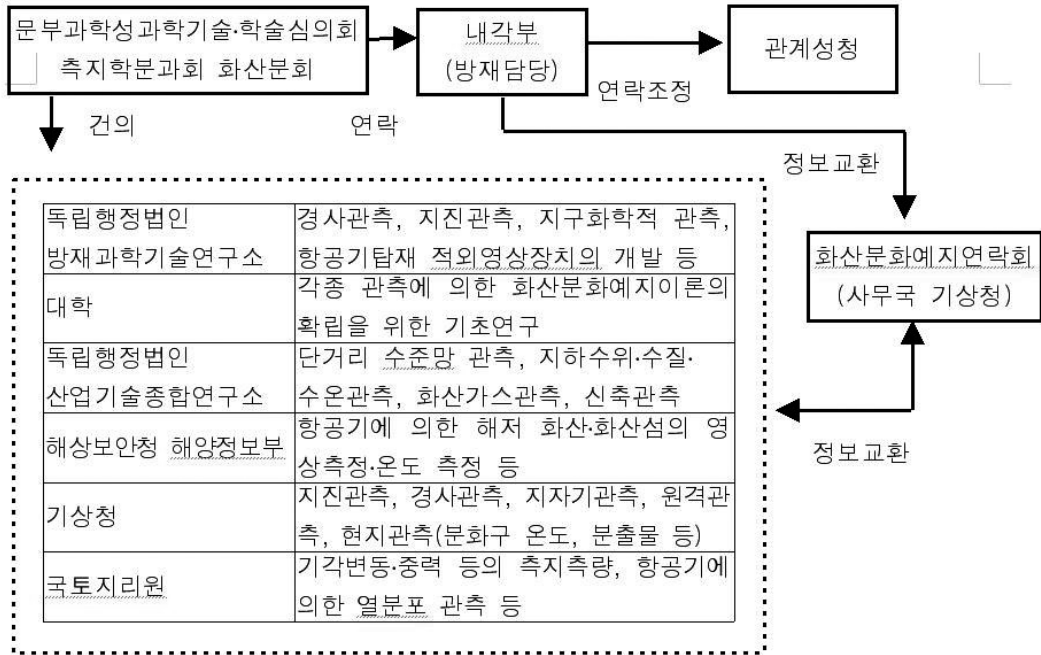 문부과학성과학기술·학술심의회
측지학분과회 화산분회
내각부
(방재담당)
관계성청
연락조정
건의
연락
정보교환
독립행정법인
방재과학기술연구소
경사관측, 지진관측, 지구화학적 관측,
항공기탑재 적외영상장치의 개발 등
대학
각종 관측에 의한 화산분화예지이론의
확립을 위한 기초연구
독립행정법인
산업기술종합연구소
단거리 수준망 관측, 지하수위·수질·
수온관측, 화산가스관측, 신축관측
해상보안청 해양정보부
항공기에 의한 해저 화산·화산섬의 영
상측정·온도 측정 등
기상청
지진관측, 경사관측, 지자기관측, 원격관
측, 현지관측(분화구 온도, 분출물 등)
국토지리원
기각변동·중력 등의 측지측량, 항공기에
의한 열분포 관측 등
화산분화예지연락회
(사무국 기상청)
정보교환